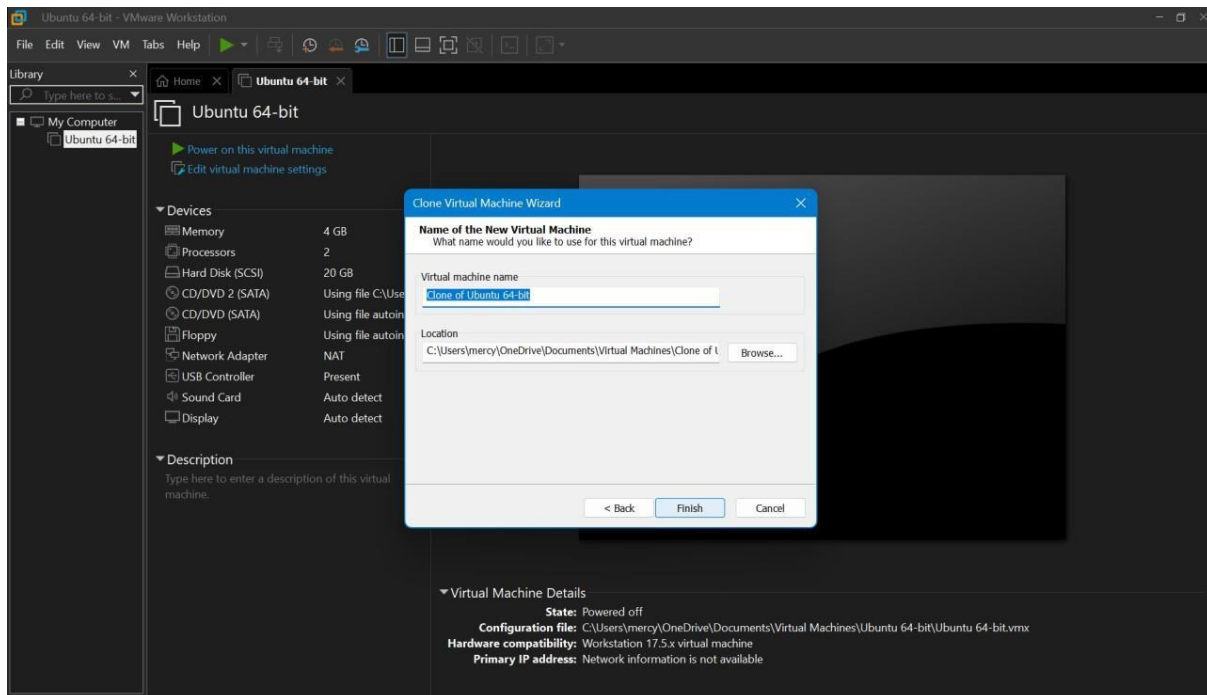 Ubuntu 64-bit - VMware Workstation
File Edit View VM Tabs Help
Library
Type here to s...
My Computer
Ubuntu 64-bit
Home
Ubuntu 64-bit
Ubuntu 64-bit
Power on this virtual machine
Edit virtual machine settings
Devices
Memory 4 GB
Processors 2
Hard Disk (SCSI) 20 GB
CD/DVD 2 (SATA) Using file C:\Use
CD/DVD (SATA) Using file autoin
Floppy Using file autoin
Network Adapter NAT
USB Controller Present
Sound Card Auto detect
Display Auto detect
Description
Type here to enter a description of this virtual
machine.
Clone Virtual Machine Wizard
Name of the New Virtual Machine
What name would you like to use for this virtual machine?
Virtual machine name
Clone of Ubuntu 64-bit
Location
C:\Users\mercy\OneDrive\Documents\Virtual Machines\Clone of U
Browse...
< Back Finish Cancel
Virtual Machine Details
State: Powered off
Configuration file: C:\Users\mercy\OneDrive\Documents\Virtual Machines\Ubuntu 64-bit\Ubuntu 64-bit.vmx
Hardware compatibility: Workstation 17.5.x virtual machine
Primary IP address: Network information is not available